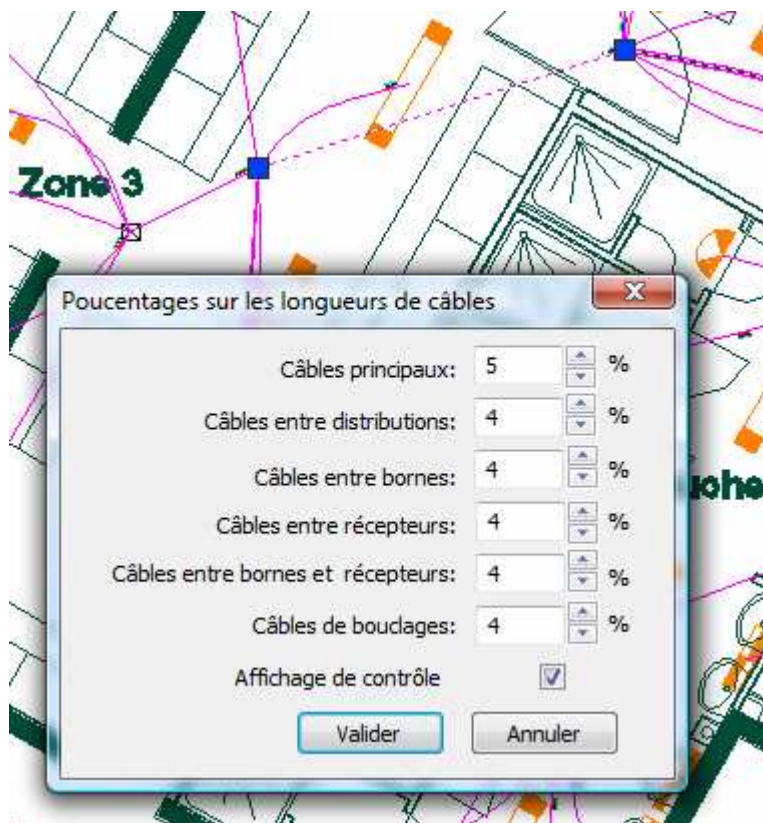 Zone 3
Poucentages sur les longueurs de câbles
Câbles principaux: 5 %
Câbles entre distributions: 4 %
Câbles entre bornes: 4 %
uche
Câbles entre récepteurs: 4 %
Câbles entre bornes et récepteurs: 4 %
Câbles de bouclages: 4 %
Affichage de contrôle
Valider Annuler